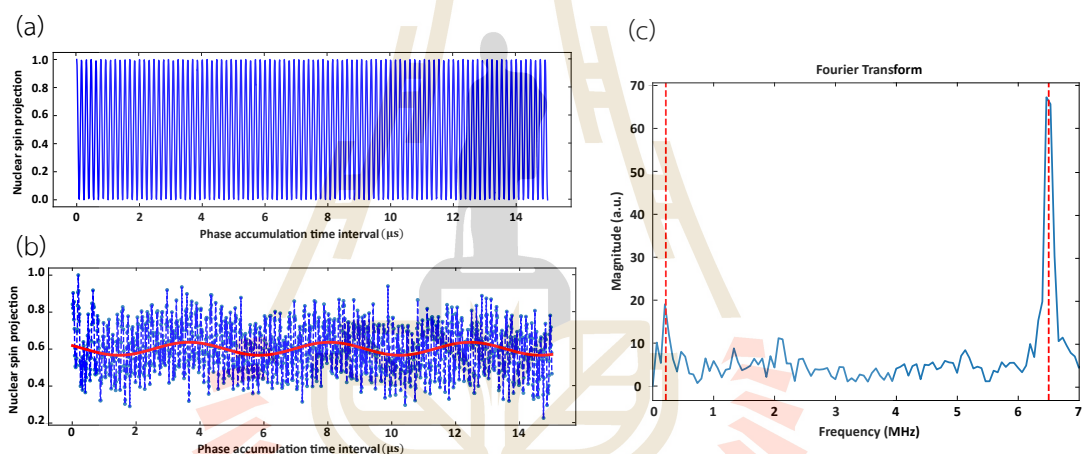 (a)
Nuclear spin projection
1.0
0.8
0.6
0.4
0.2
0.0
0 2 4 6 8 10 12 14
Phase accumulation time interval (μs)
(b)
Nuclear spin projection
1.0
0.8
0.6
0.4
0.2
0 2 4 6 8 10 12 14
Phase accumulation time interval (μs)
(c)
Fourier Transform
Magnitude (a.u.)
70
60
50
40
30
20
10
0
0 1 2 3 4 5 6 7
Frequency (MHz)